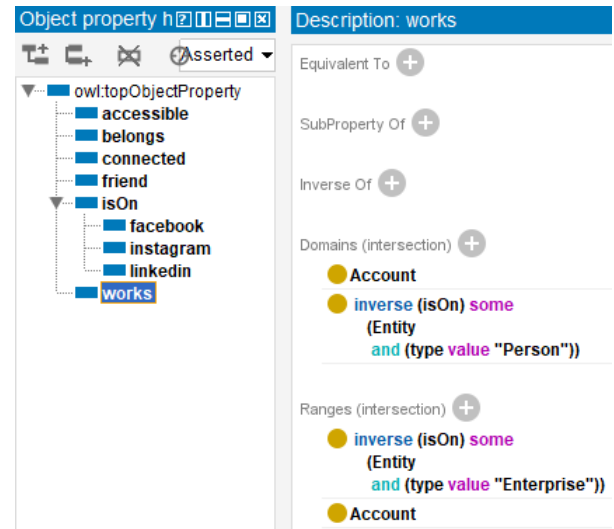 Object property h
Asserted
owl:topObjectProperty
accessible
belongs
connected
friend
isOn
facebook
instagram
linkedin
works
Description: works
Equivalent To
SubProperty Of
Inverse Of
Domains (intersection)
Account
inverse (isOn) some
(Entity
and (type value "Person"))
Ranges (intersection)
inverse (isOn) some
(Entity
and (type value "Enterprise"))
Account